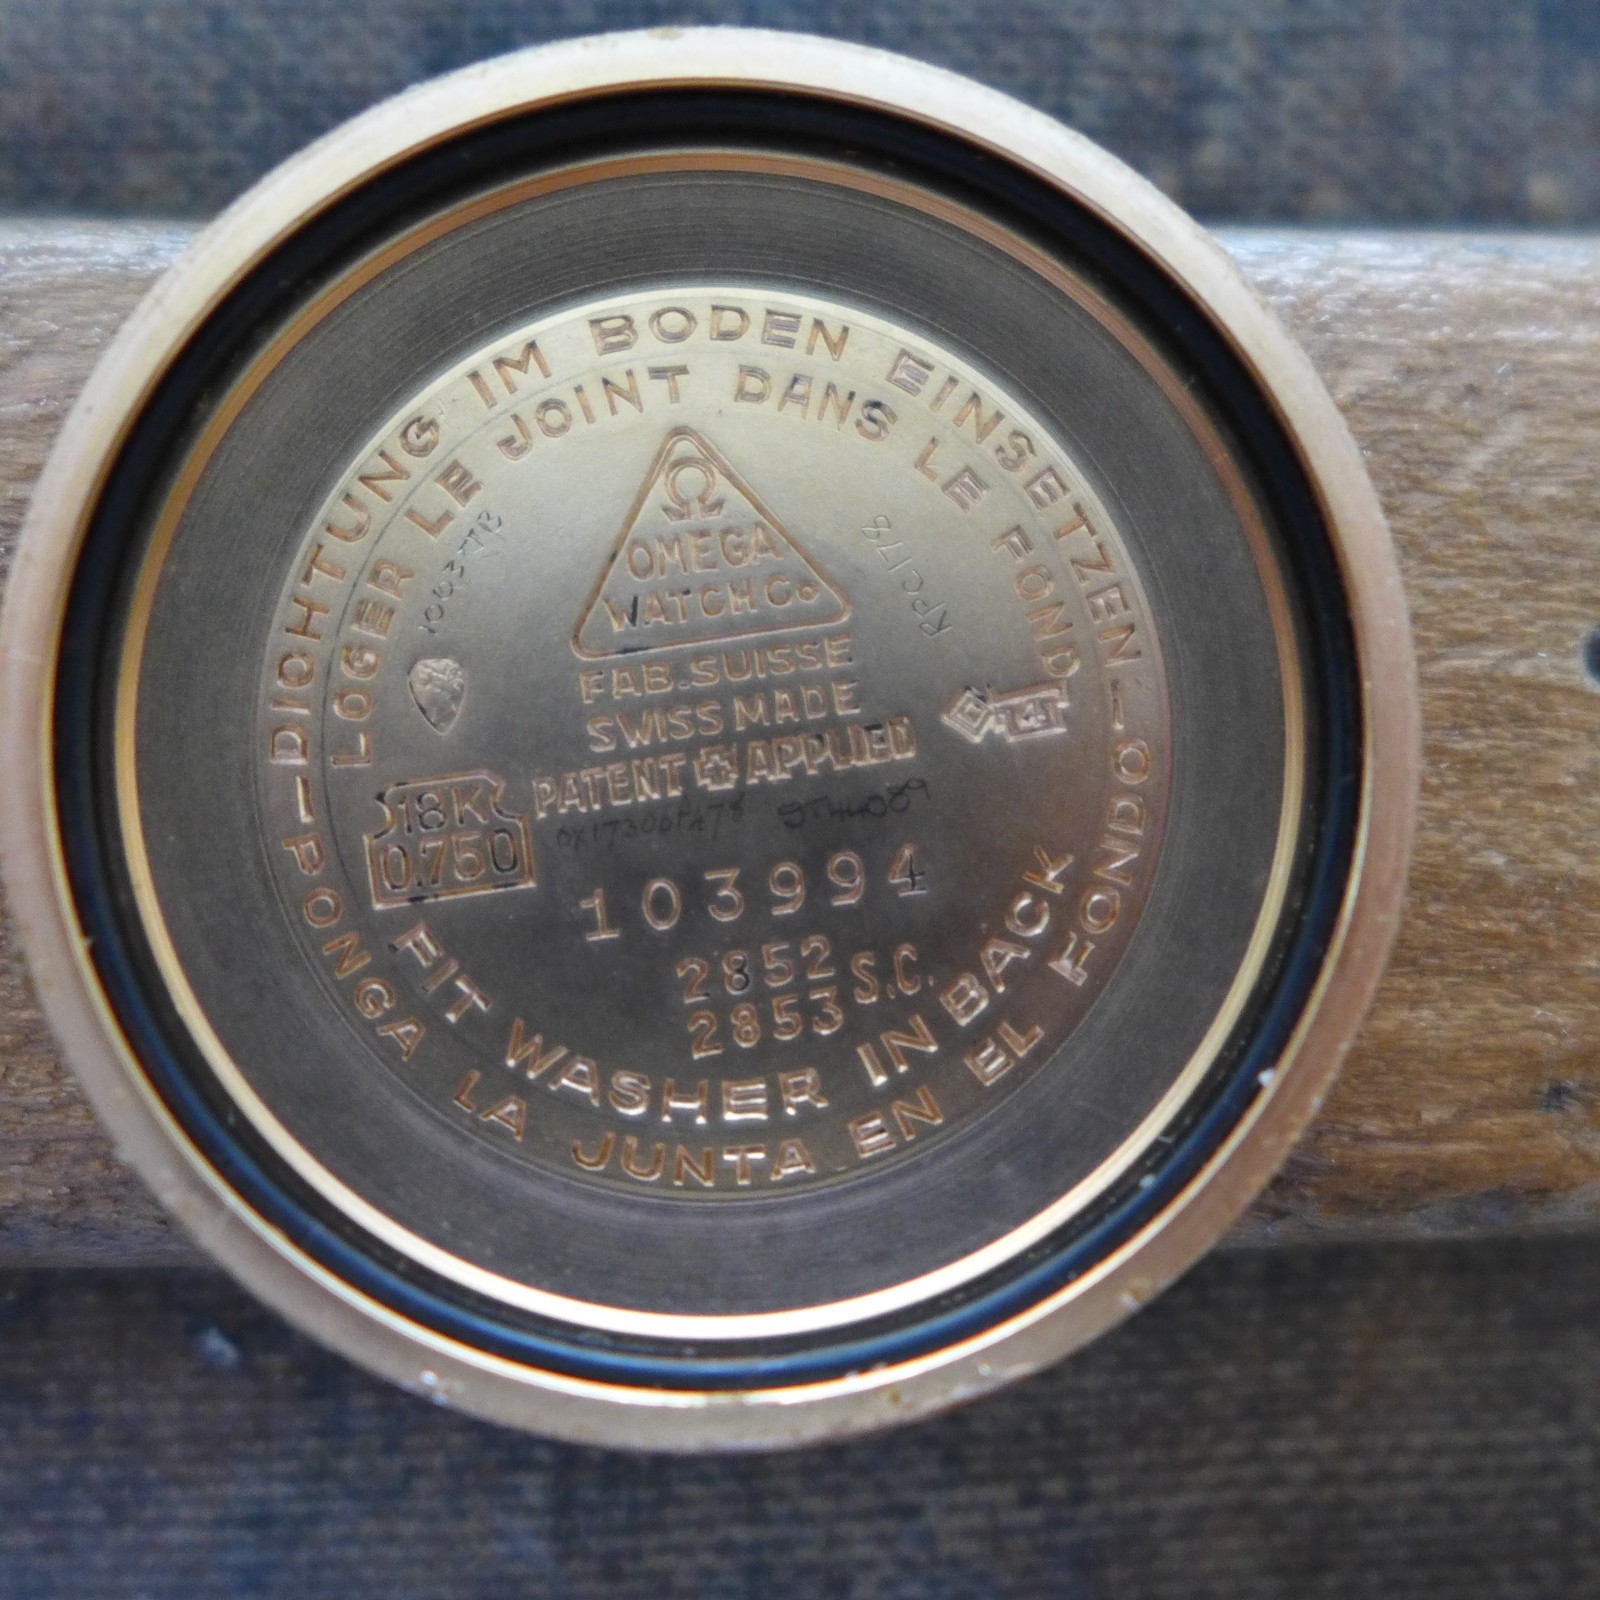 DICHTUNG IM BODEN EINSETZEN –
LOGER LE JOINT DANS LE FOND
Ω
OMEGA
WATCH Co
FAB. SUISSE
SWISS MADE
PATENT APPLIED
18K
0.750
103994
2852
2853 S.C.
FIT WASHER IN BACK
– PONGA LA JUNTA EN EL FONDO
RPC178